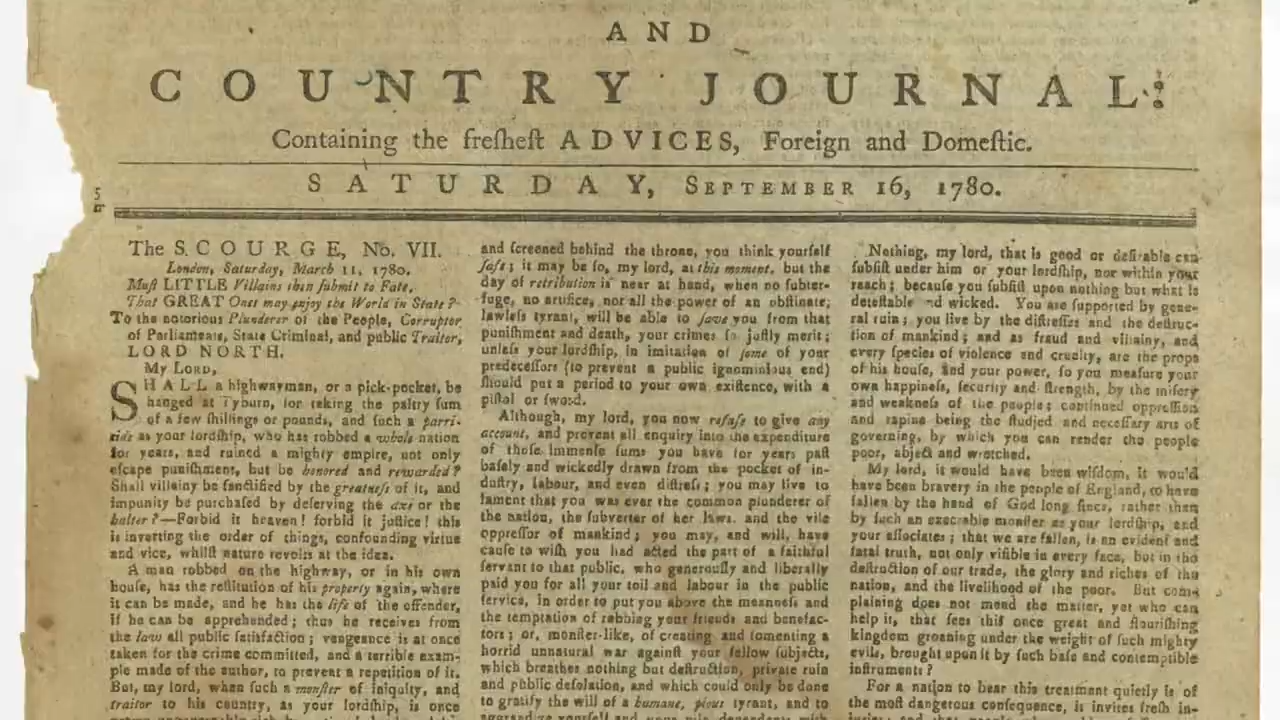 AND
COUNTRY JOURNAL:
Containing the freſheſt ADVICES, Foreign and Domeſtic.
SATURDAY, SEPTEMBER 16, 1780.
The SCOURGE, No. VII.
London, Saturday, March 11, 1780.
Muſt LITTLE Villains then ſubmit to Fate,
That GREAT Ones may enjoy the World in State?
To the notorious Plunderer of the People, Corruptor
of Parliaments, State Criminal, and public Traitor,
LORD NORTH.
My LORD,
SHALL a highwayman, or a pick-pocket, be
hanged at Tyburn, for taking the paltry ſum
of a few ſhillings or pounds, and ſuch a parri-
cide as your lordſhip, who has robbed a whole nation
for years, and ruined a mighty empire, not only
eſcape puniſhment, but be honored and rewarded?
Shall villainy be ſanctified by the greatneſs of it, and
impunity be purchaſed by deſerving the axe or the
halter?—Forbid it heaven! forbid it juſtice! this
is inverting the order of things, confounding virtue
and vice, whilſt nature revolts at the idea.
A man robbed on the highway, or in his own
houſe, has the reſtitution of his property again, where
it can be made, and he has the life of the offender,
if he can be apprehended; thus he receives from
the law all public ſatisfaction; vengeance is at once
taken for the crime committed, and a terrible exam-
ple made of the author, to prevent a repetition of it.
But, my lord, when ſuch a monſter of iniquity, and
traitor to his country, as your lordſhip, is once
and ſcreened behind the throne, you think yourſelf
ſafe; it may be ſo, my lord, at this moment, but the
day of retribution is near at hand, when no ſubter-
fuge, no artifice, nor all the power of an obſtinate,
lawleſs tyrant, will be able to ſave you from that
puniſhment and death, your crimes ſo juſtly merit;
unleſs your lordſhip, in imitation of ſome of your
predeceſſors (to prevent a public ignominious end)
ſhould put a period to your own exiſtence, with a
piſtol or ſword.
Although, my lord, you now refuſe to give any
account, and prevent all enquiry into the expenditure
of thoſe immenſe ſums you have for years paſt
baſely and wickedly drawn from the pocket of in-
duſtry, labour, and even diſtreſs; you may live to
lament that you was ever the common plunderer of
the nation, the ſubverter of her laws, and the vile
oppreſſor of mankind; you may, and will, have
cauſe to wiſh you had acted the part of a faithful
ſervant to that public, who generouſly and liberally
paid you for all your toil and labour in the public
ſervice, in order to put you above the meanneſs and
the temptation of robbing your friends and benefac-
tors; or, monſter-like, of creating and fomenting a
horrid unnatural war againſt your fellow ſubjects,
which breathes nothing but deſtruction, private ruin
and public deſolation, and which could only be done
to gratify the will of a humane, pious tyrant, and to
aggrandize yourſelf and your vile dependents with
Nothing, my lord, that is good or deſirable can
ſubſiſt under him or your lordſhip, nor within your
reach; becauſe you ſubſiſt upon nothing but what is
deteſtable and wicked. You are ſupported by gene-
ral ruin; you live by the diſtreſſes and the deſtruc-
tion of mankind; and as fraud and villainy, and
every ſpecies of violence and cruelty, are the props
of his houſe, and your power, ſo you meaſure your
own happineſs, ſecurity and ſtrength, by the miſery
and weakneſs of the people; continued oppreſſion
and rapine being the ſtudied and neceſſary arts of
governing, by which you can render the people
poor, abject and wretched.
My lord, it would have been wiſdom, it would
have been bravery in the people of England, to have
fallen by the hand of God long ſince, rather than
by ſuch an execrable monſter as your lordſhip, and
your aſſociates; that we are fallen, is an evident and
fatal truth, not only viſible in every face, but in the
deſtruction of our trade, the glory and riches of the
nation, and the livelihood of the poor. But com-
plaining does not mend the matter, yet who can
help it, that ſees this once great and flouriſhing
kingdom groaning under the weight of ſuch mighty
evils, brought upon it by ſuch baſe and contemptible
inſtruments?
For a nation to bear this treatment quietly is of
the moſt dangerous conſequence, it invites freſh in-